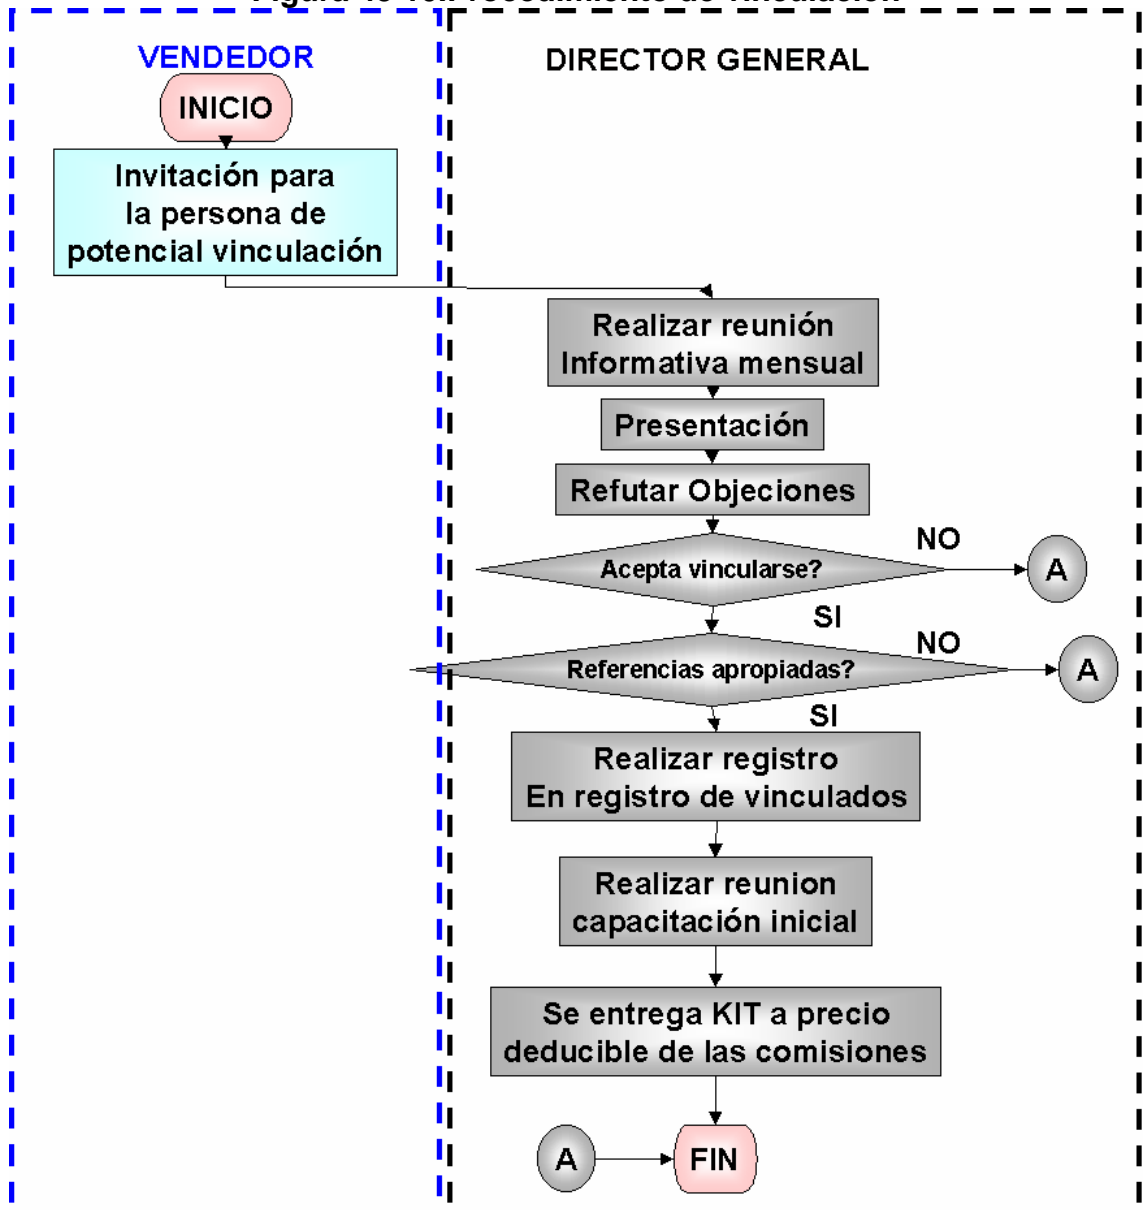 VENDEDOR
DIRECTOR GENERAL
INICIO
Invitación para
la persona de
potencial vinculación
Realizar reunión
Informativa mensual
Presentación
Refutar Objeciones
Acepta vincularse?
NO
A
SI
Referencias apropiadas?
NO
A
SI
Realizar registro
En registro de vinculados
Realizar reunion
capacitación inicial
Se entrega KIT a precio
deducible de las comisiones
A
FIN